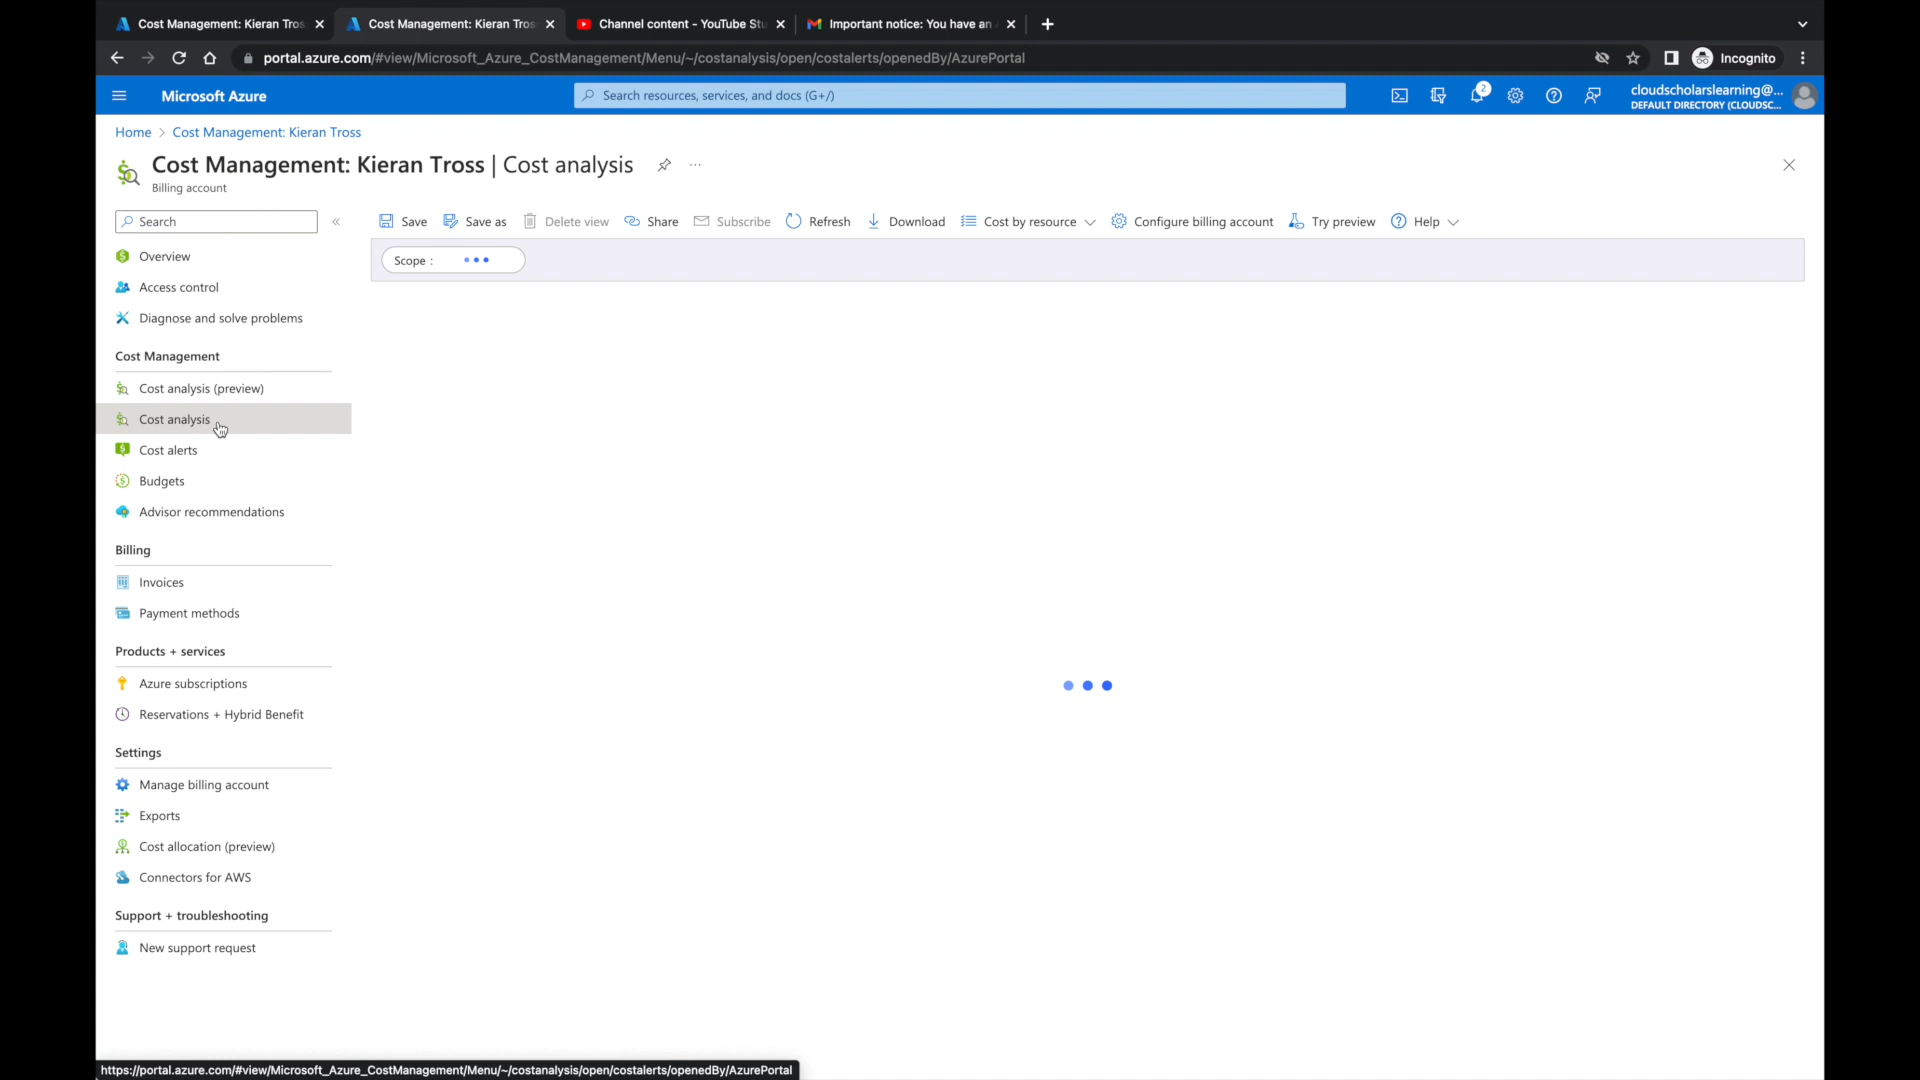 Cost Management: Kieran Tros
Cost Management: Kieran Tros
Channel content - YouTube Stu
Important notice: You have an
portal.azure.com/#view/Microsoft_Azure_CostManagement/Menu/~/costanalysis/open/costalerts/openedBy/AzurePortal
Incognito
Microsoft Azure
Search resources, services, and docs (G+/)
2
cloudscholarslearning@...
DEFAULT DIRECTORY (CLOUDSC...
Home > Cost Management: Kieran Tross
Cost Management: Kieran Tross | Cost analysis
Billing account
Search
Save
Save as
Delete view
Share
Subscribe
Refresh
Download
Cost by resource
Configure billing account
Try preview
Help
Scope :
Overview
Access control
Diagnose and solve problems
Cost Management
Cost analysis (preview)
Cost analysis
Cost alerts
Budgets
Advisor recommendations
Billing
Invoices
Payment methods
Products + services
Azure subscriptions
Reservations + Hybrid Benefit
Settings
Manage billing account
Exports
Cost allocation (preview)
Connectors for AWS
Support + troubleshooting
New support request
https://portal.azure.com/#view/Microsoft_Azure_CostManagement/Menu/~/costanalysis/open/costalerts/openedBy/AzurePortal